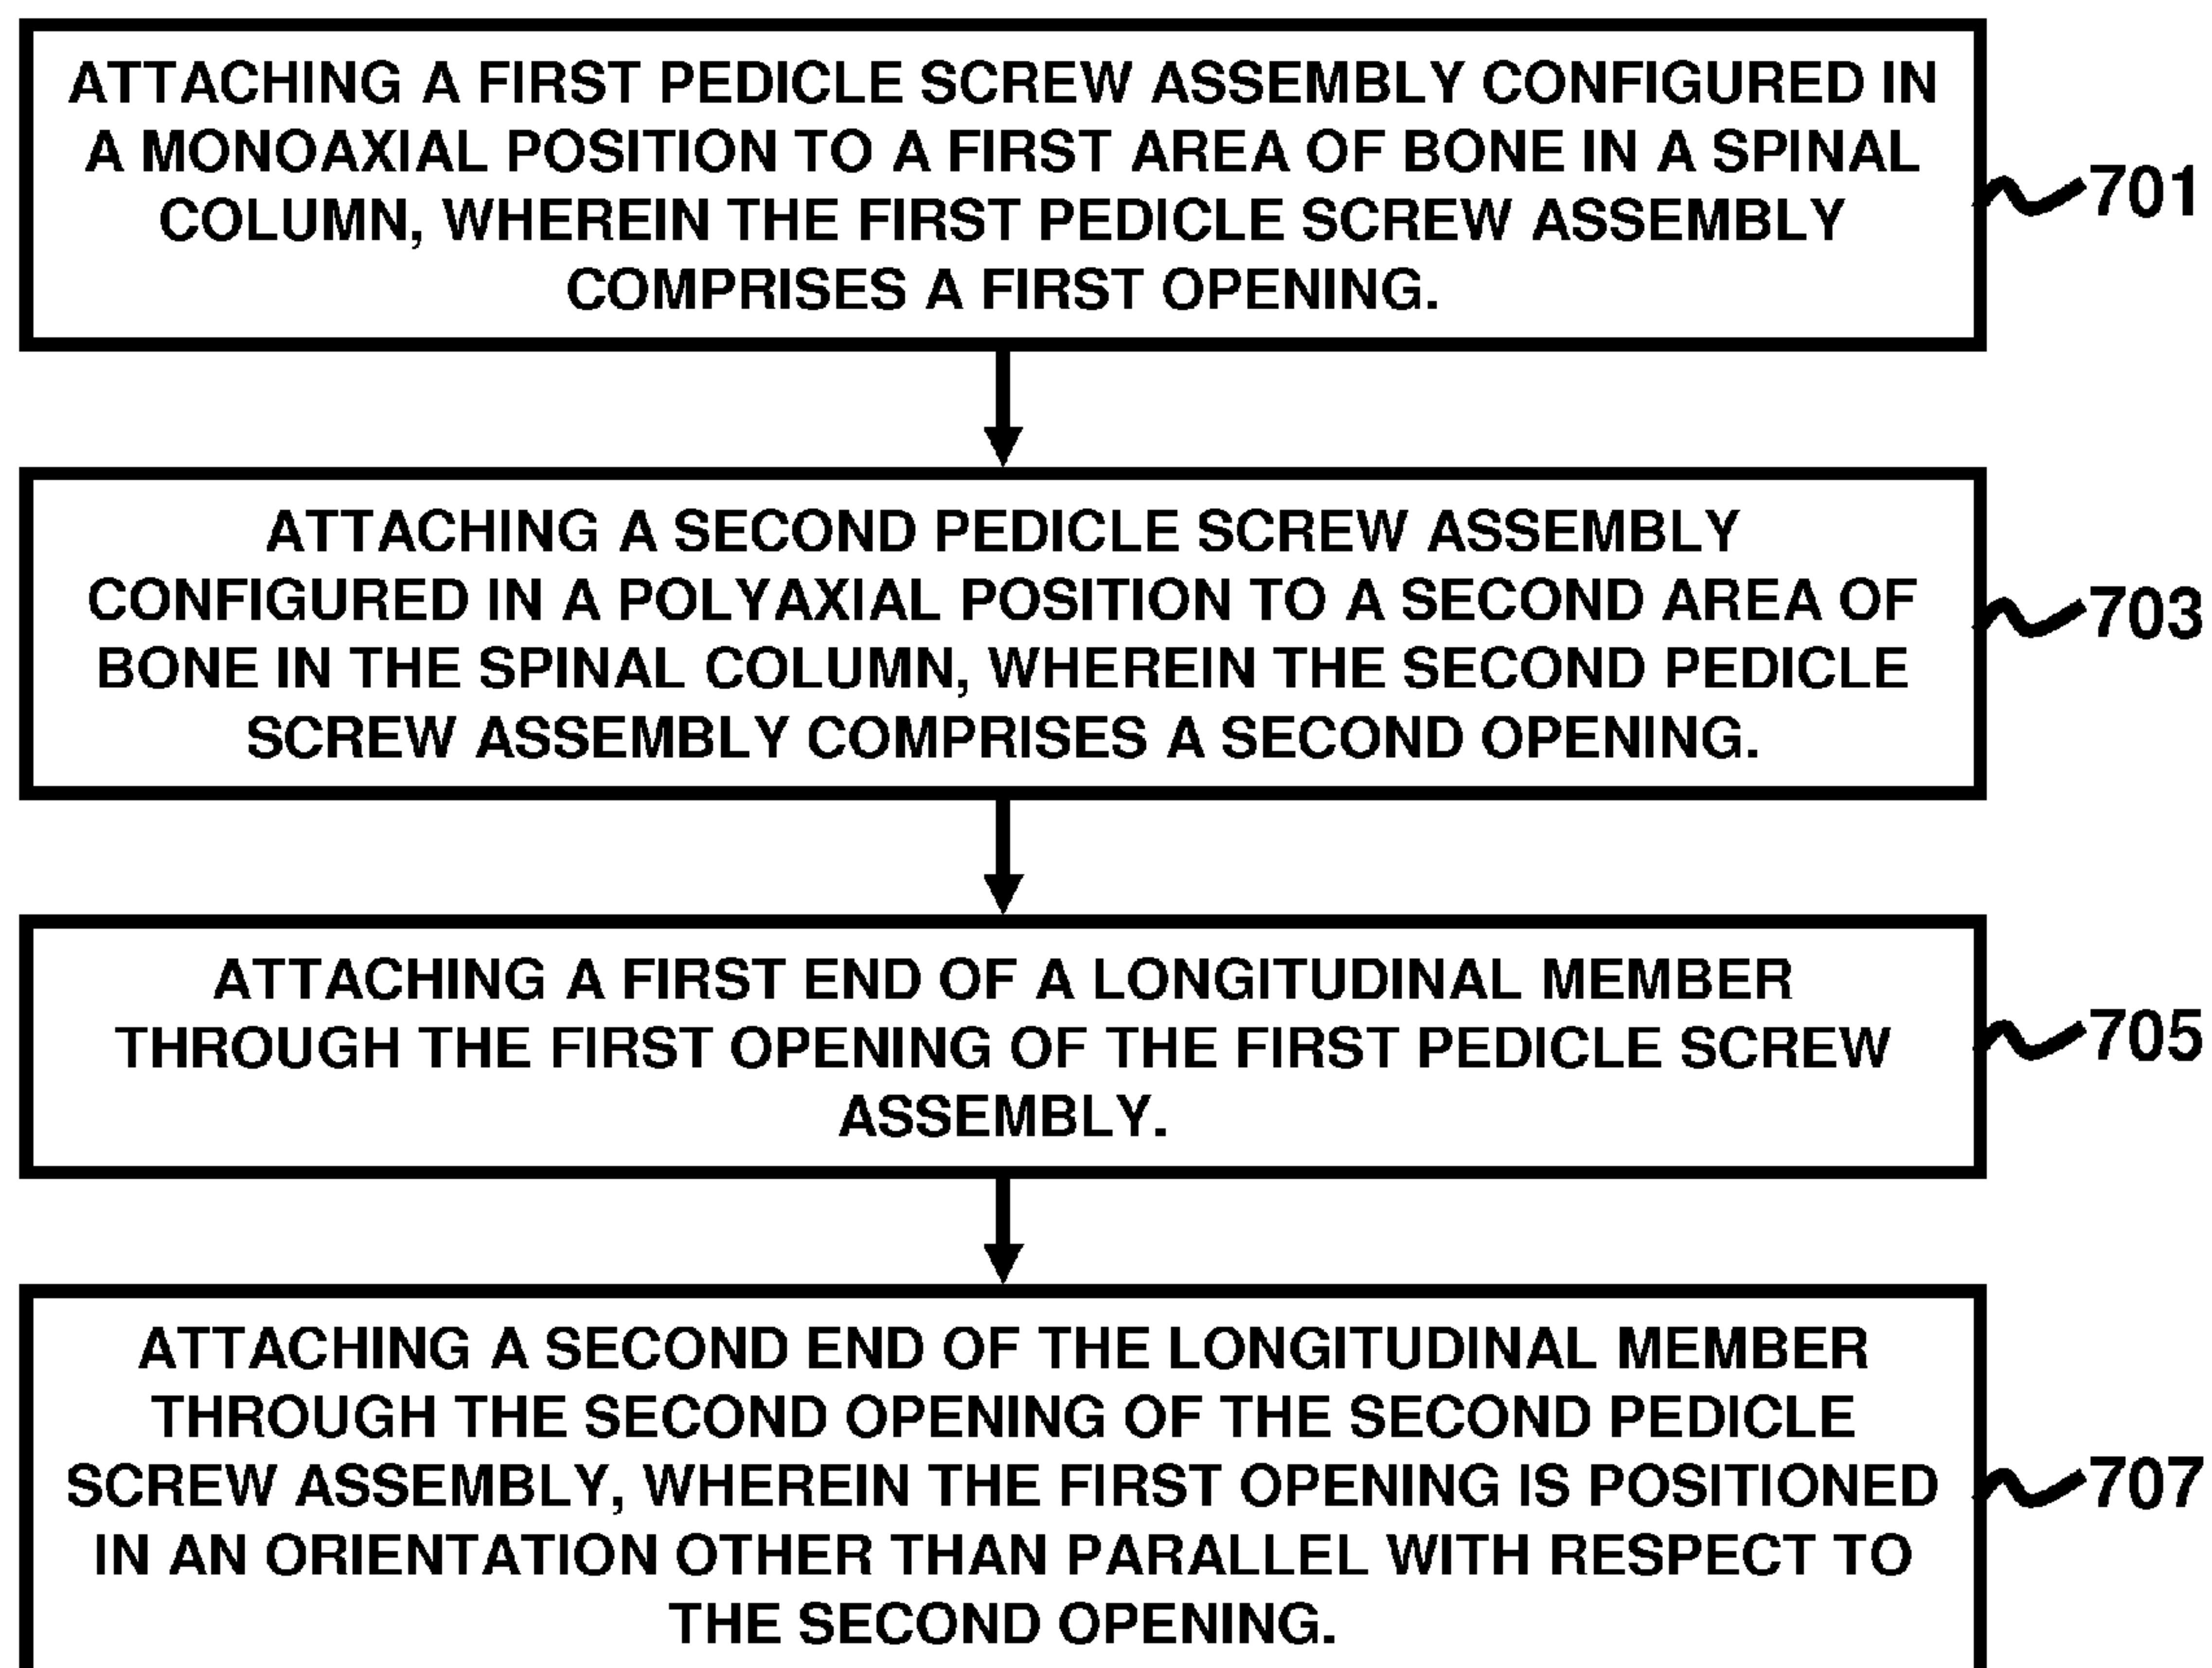 ATTACHING A FIRST PEDICLE SCREW ASSEMBLY CONFIGURED IN
A MONOAXIAL POSITION TO A FIRST AREA OF BONE IN A SPINAL
COLUMN, WHEREIN THE FIRST PEDICLE SCREW ASSEMBLY
COMPRISES A FIRST OPENING.
701
ATTACHING A SECOND PEDICLE SCREW ASSEMBLY
CONFIGURED IN A POLYAXIAL POSITION TO A SECOND AREA OF
BONE IN THE SPINAL COLUMN, WHEREIN THE SECOND PEDICLE
SCREW ASSEMBLY COMPRISES A SECOND OPENING.
703
ATTACHING A FIRST END OF A LONGITUDINAL MEMBER
THROUGH THE FIRST OPENING OF THE FIRST PEDICLE SCREW
ASSEMBLY.
705
ATTACHING A SECOND END OF THE LONGITUDINAL MEMBER
THROUGH THE SECOND OPENING OF THE SECOND PEDICLE
SCREW ASSEMBLY, WHEREIN THE FIRST OPENING IS POSITIONED
IN AN ORIENTATION OTHER THAN PARALLEL WITH RESPECT TO
THE SECOND OPENING.
707